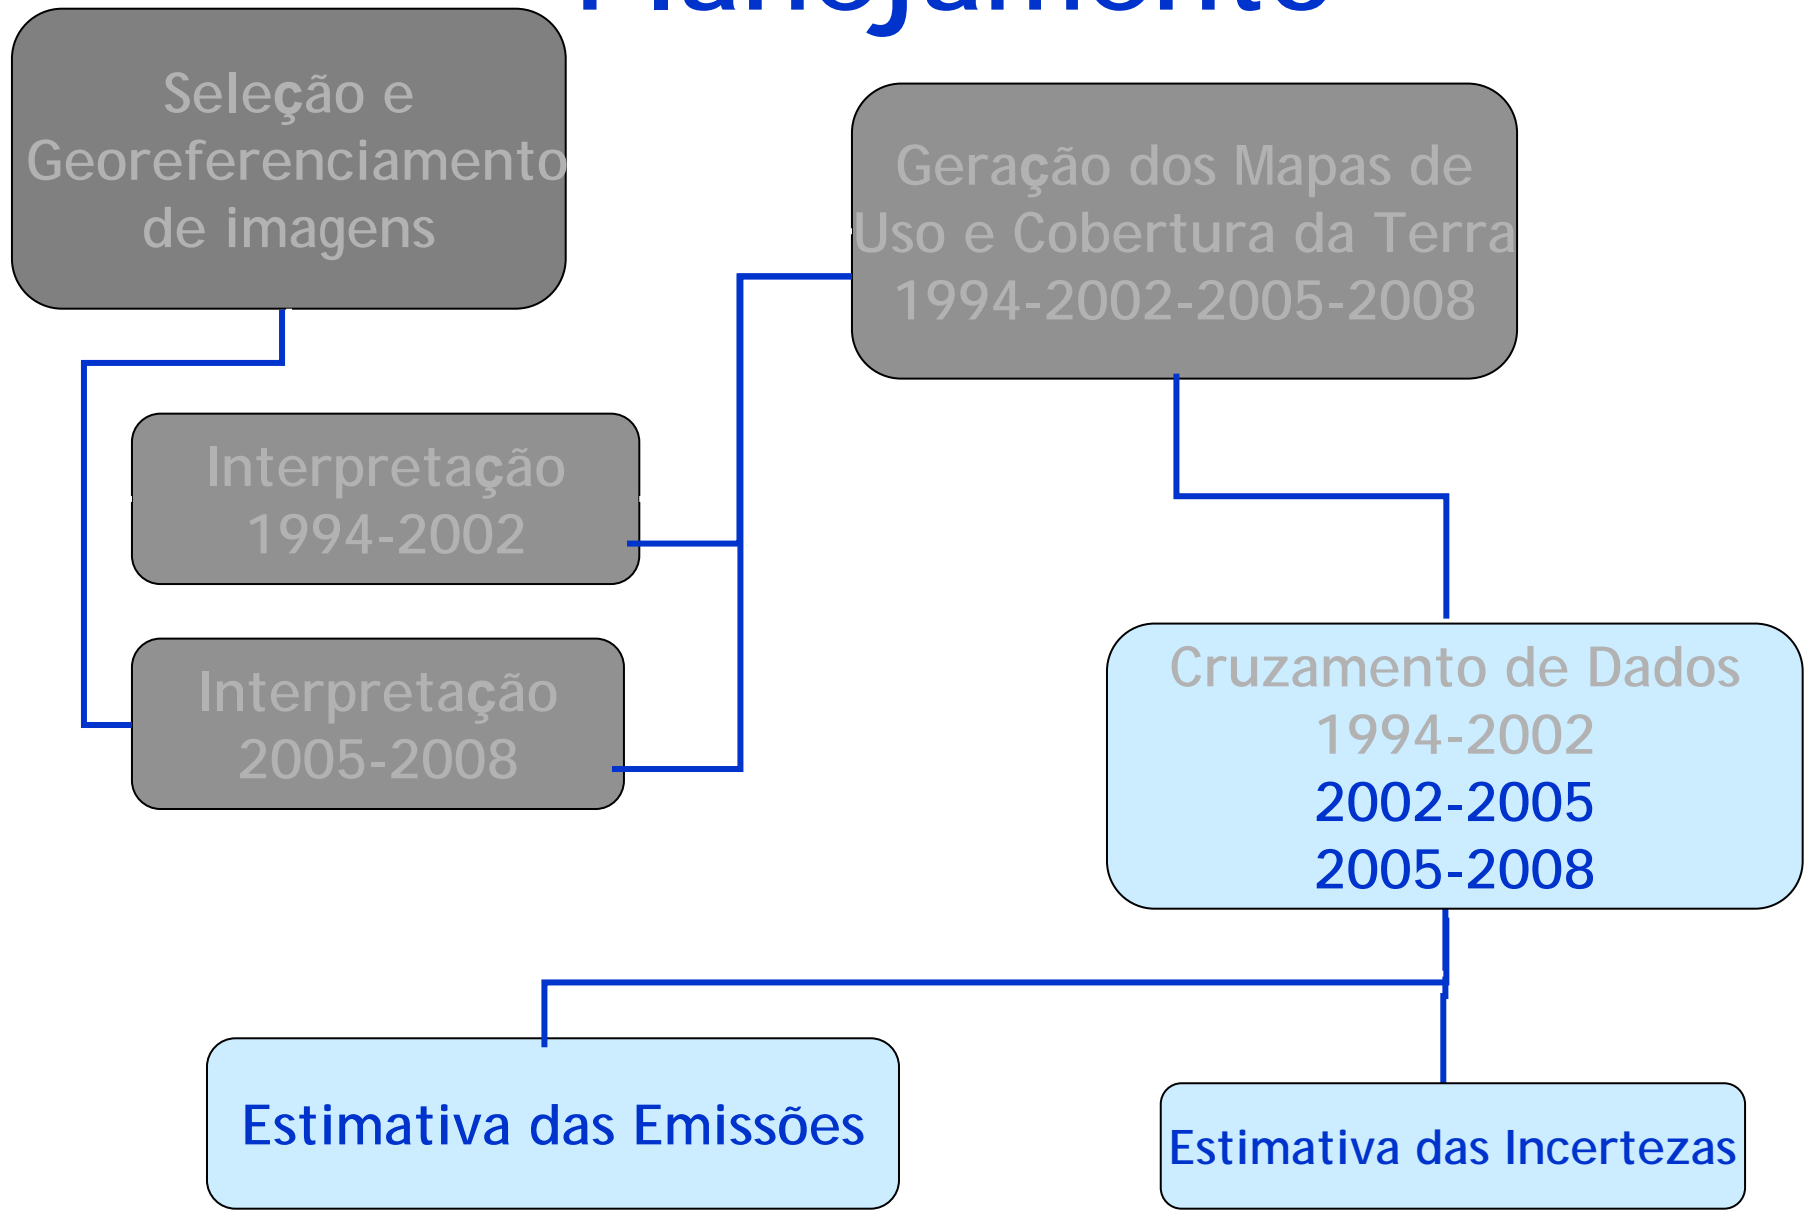 Planejamento
Seleção e
Georeferenciamento
de imagens
Geração dos Mapas de
Uso e Cobertura da Terra
1994-2002-2005-2008
Interpretação
1994-2002
Interpretação
2005-2008
Cruzamento de Dados
1994-2002
2002-2005
2005-2008
Estimativa das Emissões
Estimativa das Incertezas